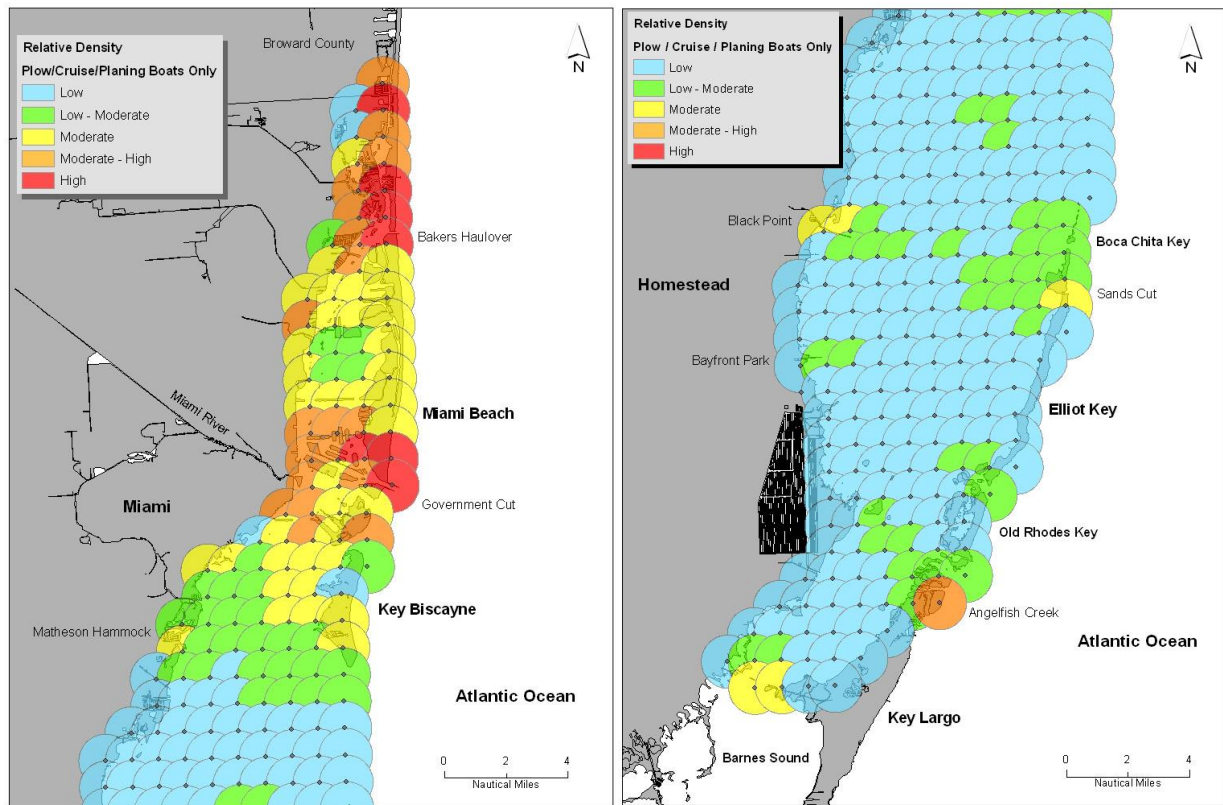 Relative Density
Plow/Cruise/Planing Boats Only
Low
Low - Moderate
Moderate
Moderate - High
High
Broward County
N
Bakers Haulover
Miami Beach
Miami River
Government Cut
Miami
Key Biscayne
Matheson Hammock
Atlantic Ocean
4 0 4
Nautical Miles
Relative Density
Plow / Cruise / Planing Boats Only
Low
Low - Moderate
Moderate
Moderate - High
High
N
Black Point
Boca Chita Key
Homestead
Sands Cut
Bayfront Park
Elliot Key
Old Rhodes Key
Angelfish Creek
Atlantic Ocean
Key Largo
Barnes Sound
4 0 4
Nautical Miles